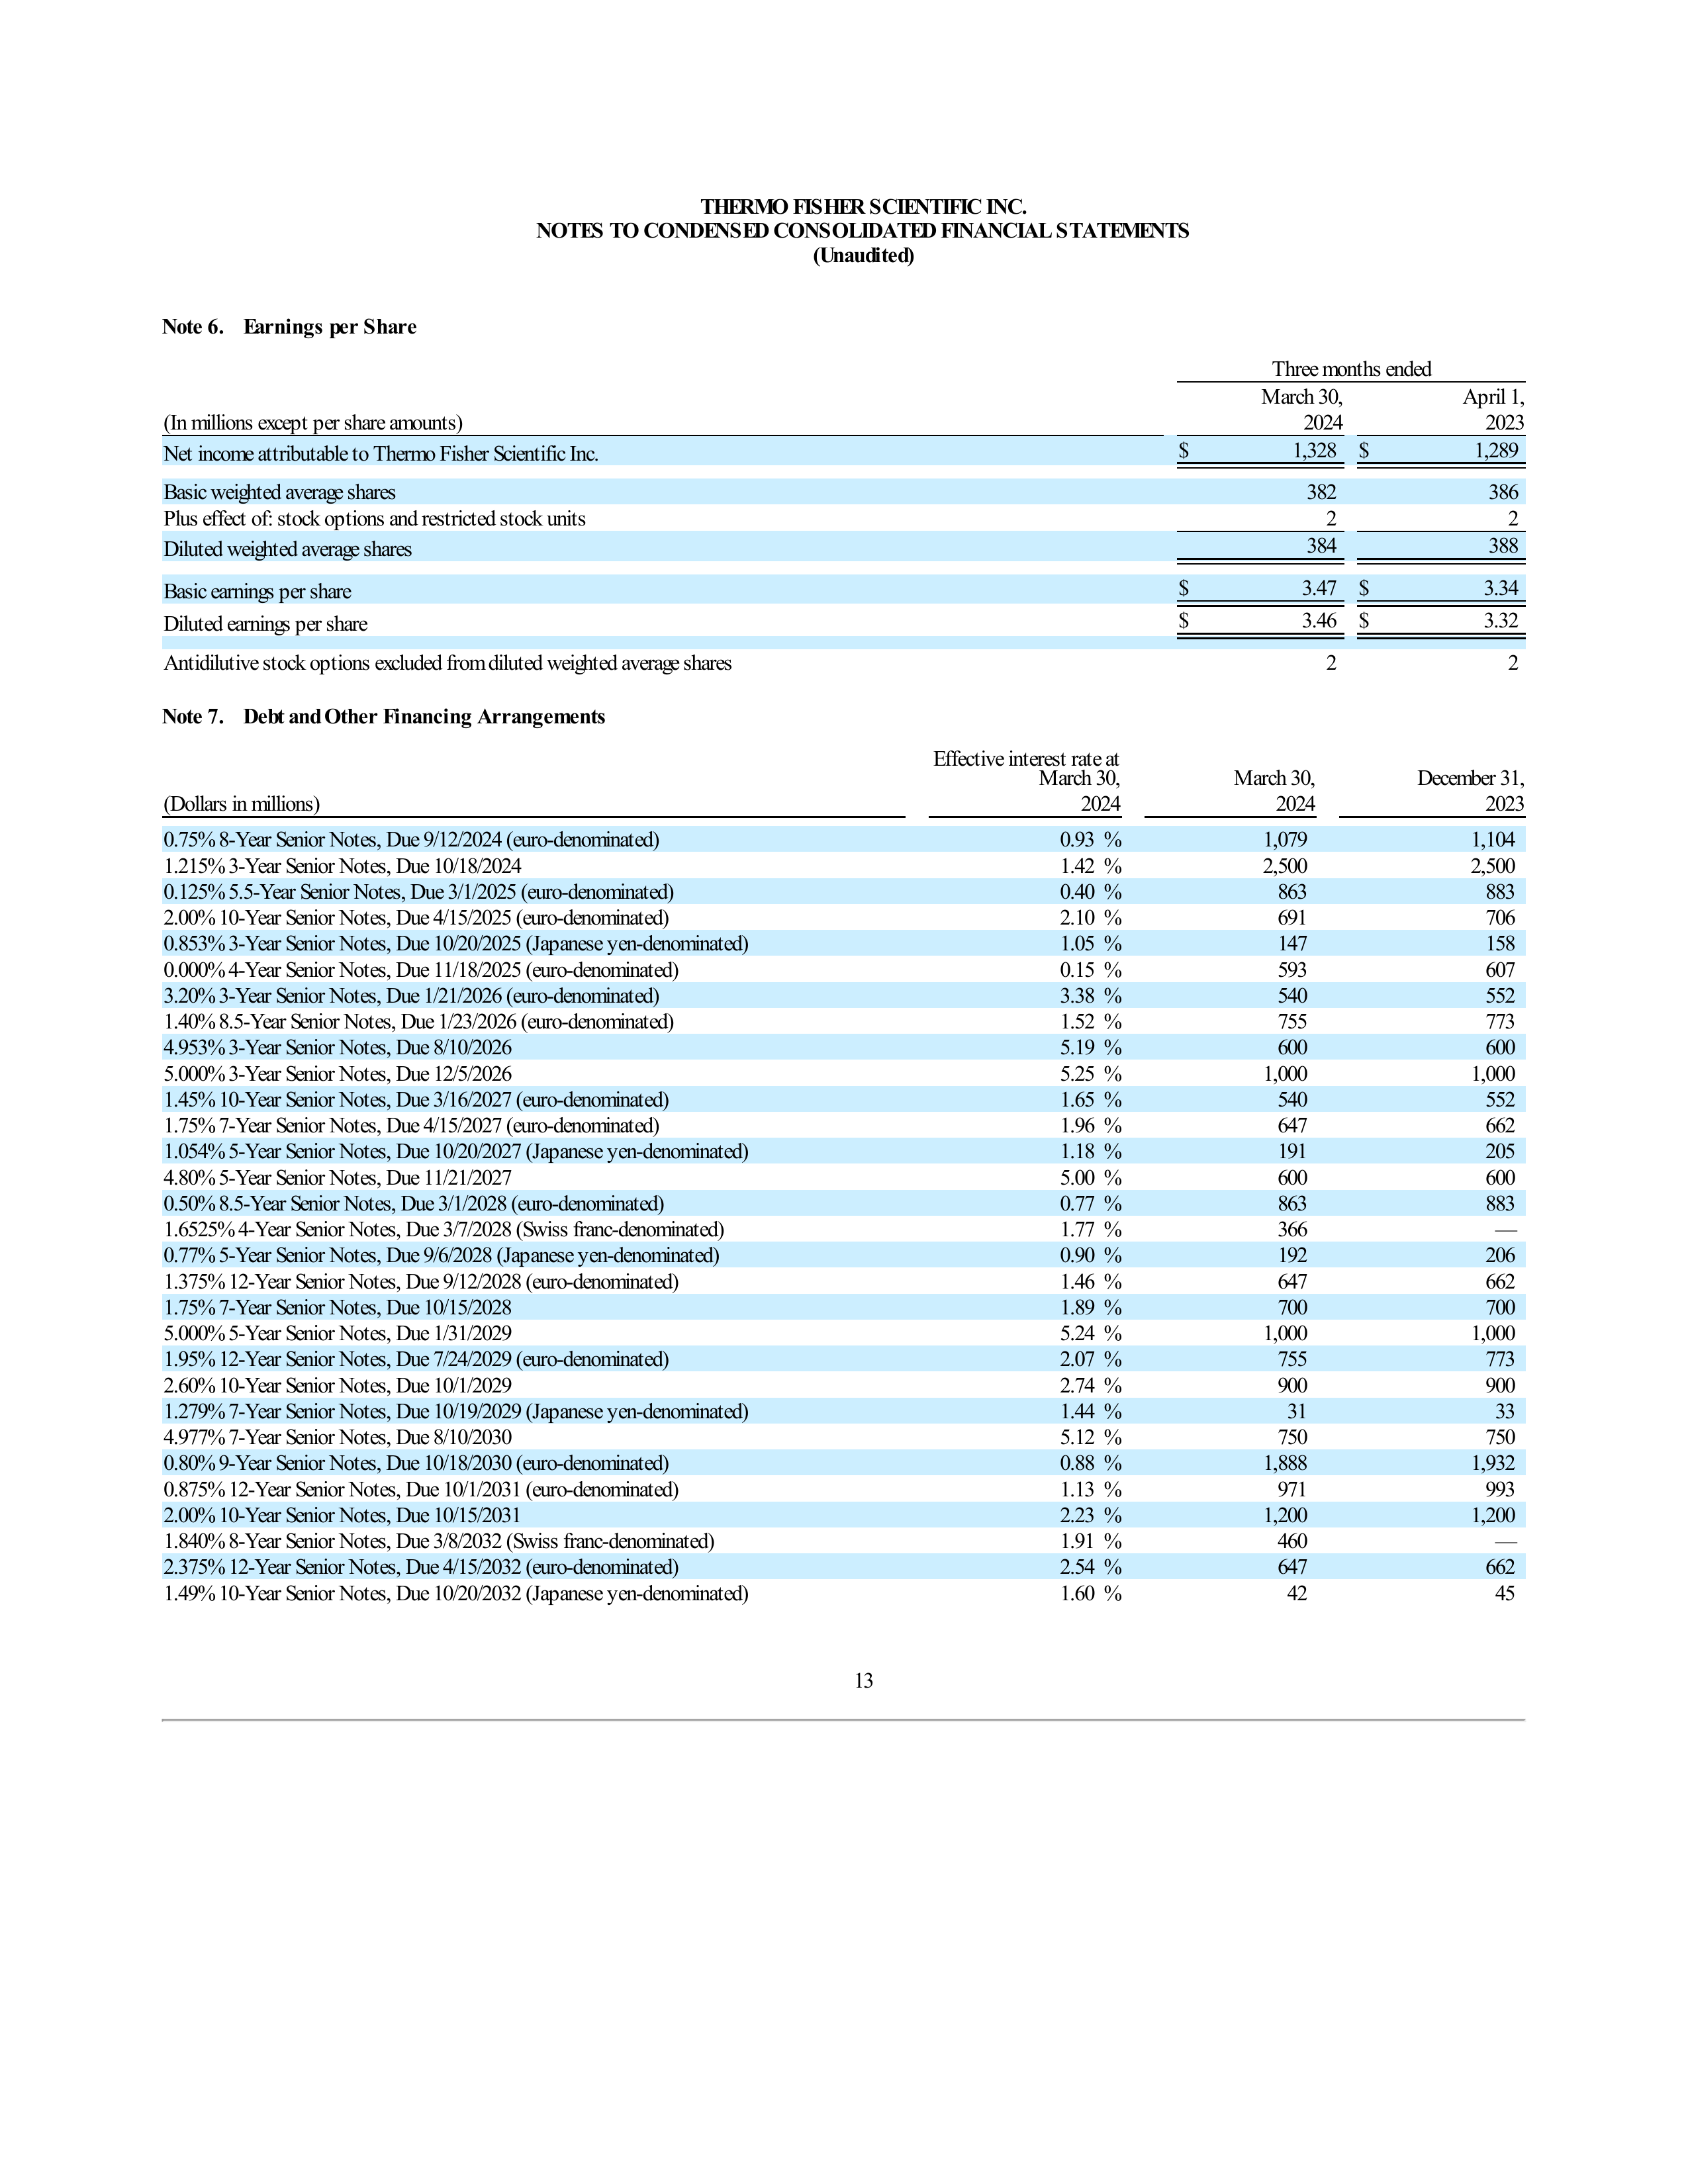 THERMO FISHER SCIENTIFIC INC.
NOTES TO CONDENSED CONSOLIDATED FINANCIAL STATEMENTS
(Unaudited)
Note 6. Earnings per Share
Three months ended
March 30, April 1,
(In millions except per share amounts) 2024 2023
Net income attributable to Thermo Fisher Scientific Inc. $ 1,328 $ 1,289
Basic weighted average shares 382 386
Plus effect of: stock options and restricted stock units 2 2
Diluted weighted average shares 384 388
Basic earnings per share $ 3.47 $ 3.34
Diluted earnings per share $ 3.46 $ 3.32
Antidilutive stock options excluded from diluted weighted average shares 2 2
Note 7. Debt and Other Financing Arrangements
Effective interest rate at
March 30, March 30, December 31,
(Dollars in millions) 2024 2024 2023
0.75% 8-Year Senior Notes, Due 9/12/2024 (euro-denominated) 0.93 % 1,079 1,104
1.215% 3-Year Senior Notes, Due 10/18/2024 1.42 % 2,500 2,500
0.125% 5.5-Year Senior Notes, Due 3/1/2025 (euro-denominated) 0.40 % 863 883
2.00% 10-Year Senior Notes, Due 4/15/2025 (euro-denominated) 2.10 % 691 706
0.853% 3-Year Senior Notes, Due 10/20/2025 (Japanese yen-denominated) 1.05 % 147 158
0.000% 4-Year Senior Notes, Due 11/18/2025 (euro-denominated) 0.15 % 593 607
3.20% 3-Year Senior Notes, Due 1/21/2026 (euro-denominated) 3.38 % 540 552
1.40% 8.5-Year Senior Notes, Due 1/23/2026 (euro-denominated) 1.52 % 755 773
4.953% 3-Year Senior Notes, Due 8/10/2026 5.19 % 600 600
5.000% 3-Year Senior Notes, Due 12/5/2026 5.25 % 1,000 1,000
1.45% 10-Year Senior Notes, Due 3/16/2027 (euro-denominated) 1.65 % 540 552
1.75% 7-Year Senior Notes, Due 4/15/2027 (euro-denominated) 1.96 % 647 662
1.054% 5-Year Senior Notes, Due 10/20/2027 (Japanese yen-denominated) 1.18 % 191 205
4.80% 5-Year Senior Notes, Due 11/21/2027 5.00 % 600 600
0.50% 8.5-Year Senior Notes, Due 3/1/2028 (euro-denominated) 0.77 % 863 883
1.6525% 4-Year Senior Notes, Due 3/7/2028 (Swiss franc-denominated) 1.77 % 366 —
0.77% 5-Year Senior Notes, Due 9/6/2028 (Japanese yen-denominated) 0.90 % 192 206
1.375% 12-Year Senior Notes, Due 9/12/2028 (euro-denominated) 1.46 % 647 662
1.75% 7-Year Senior Notes, Due 10/15/2028 1.89 % 700 700
5.000% 5-Year Senior Notes, Due 1/31/2029 5.24 % 1,000 1,000
1.95% 12-Year Senior Notes, Due 7/24/2029 (euro-denominated) 2.07 % 755 773
2.60% 10-Year Senior Notes, Due 10/1/2029 2.74 % 900 900
1.279% 7-Year Senior Notes, Due 10/19/2029 (Japanese yen-denominated) 1.44 % 31 33
4.977% 7-Year Senior Notes, Due 8/10/2030 5.12 % 750 750
0.80% 9-Year Senior Notes, Due 10/18/2030 (euro-denominated) 0.88 % 1,888 1,932
0.875% 12-Year Senior Notes, Due 10/1/2031 (euro-denominated) 1.13 % 971 993
2.00% 10-Year Senior Notes, Due 10/15/2031 2.23 % 1,200 1,200
1.840% 8-Year Senior Notes, Due 3/8/2032 (Swiss franc-denominated) 1.91 % 460 —
2.375% 12-Year Senior Notes, Due 4/15/2032 (euro-denominated) 2.54 % 647 662
1.49% 10-Year Senior Notes, Due 10/20/2032 (Japanese yen-denominated) 1.60 % 42 45
13